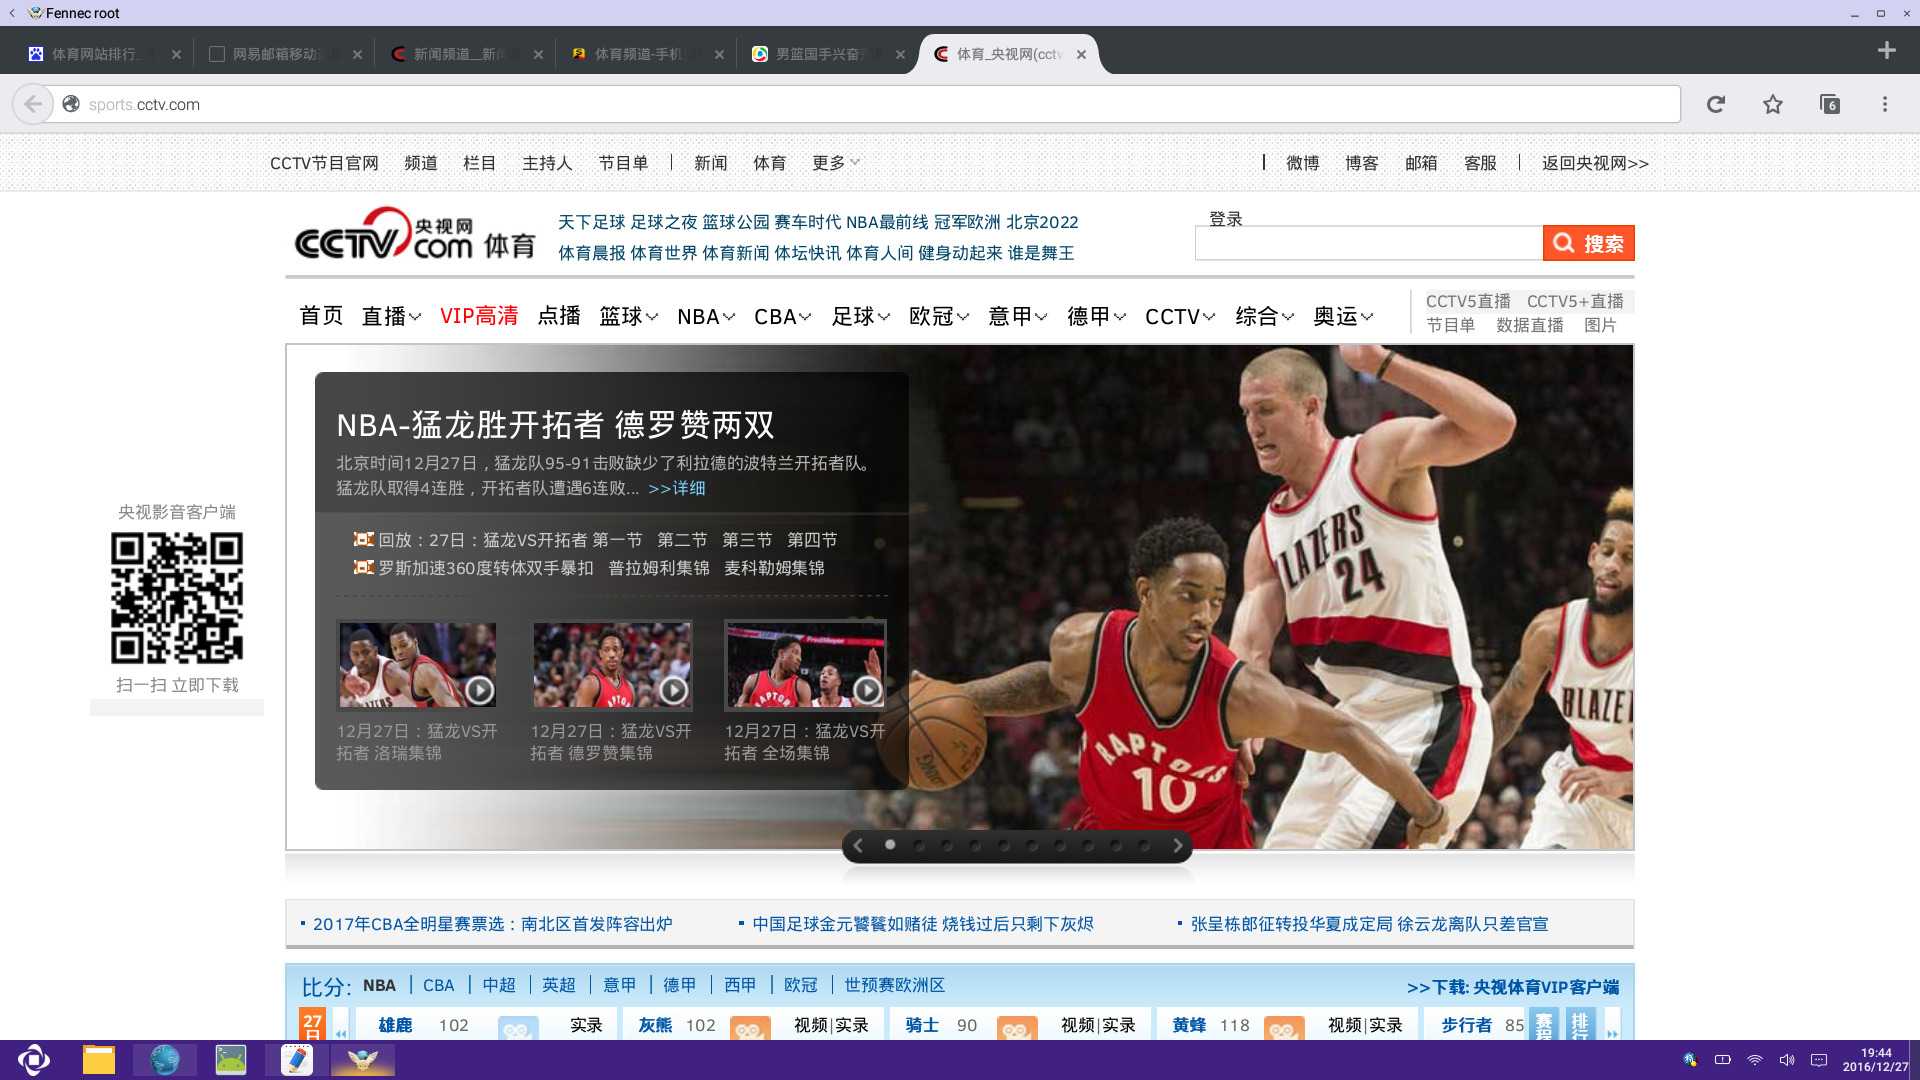 Fennec root
体育网站排行_
网易邮箱移动
新闻频道__新闻
体育频道-手机
男篮国手兴奋
体育_央视网(cctv
sports.cctv.com
6
CCTV节目官网 频道 栏目 主持人 节目单 | 新闻 体育 更多
| 微博 博客 邮箱 客服 | 返回央视网>>
CCTV.com 央视网 体育
天下足球 足球之夜 篮球公园 赛车时代 NBA最前线 冠军欧洲 北京2022
体育晨报 体育世界 体育新闻 体坛快讯 体育人间 健身动起来 谁是舞王
登录
搜索
首页 直播 VIP高清 点播 篮球 NBA CBA 足球 欧冠 意甲 德甲 CCTV 综合 奥运
CCTV5直播 CCTV5+直播
节目单 数据直播 图片
NBA-猛龙胜开拓者 德罗赞两双
北京时间12月27日，猛龙队95-91击败缺少了利拉德的波特兰开拓者队。
猛龙队取得4连胜，开拓者队遭遇6连败... >>详细
回放：27日：猛龙VS开拓者 第一节 第二节 第三节 第四节
罗斯加速360度转体双手暴扣 普拉姆利集锦 麦科勒姆集锦
12月27日：猛龙VS开
拓者 洛瑞集锦
12月27日：猛龙VS开
拓者 德罗赞集锦
12月27日：猛龙VS开
拓者 全场集锦
BLAZERS
24
RAPTORS
10
BLAZER
央视影音客户端
扫一扫 立即下载
2017年CBA全明星赛票选：南北区首发阵容出炉
中国足球金元饕餮如赌徒 烧钱过后只剩下灰烬
张呈栋郎征转投华夏成定局 徐云龙离队只差官宣
比分: NBA | CBA | 中超 | 英超 | 意甲 | 德甲 | 西甲 | 欧冠 | 世预赛欧洲区
>>下载: 央视体育VIP客户端
27日
雄鹿 102 实录
灰熊 102 视频|实录
骑士 90 视频|实录
黄蜂 118 视频|实录
步行者 85
赛程
排行
19:44
2016/12/27